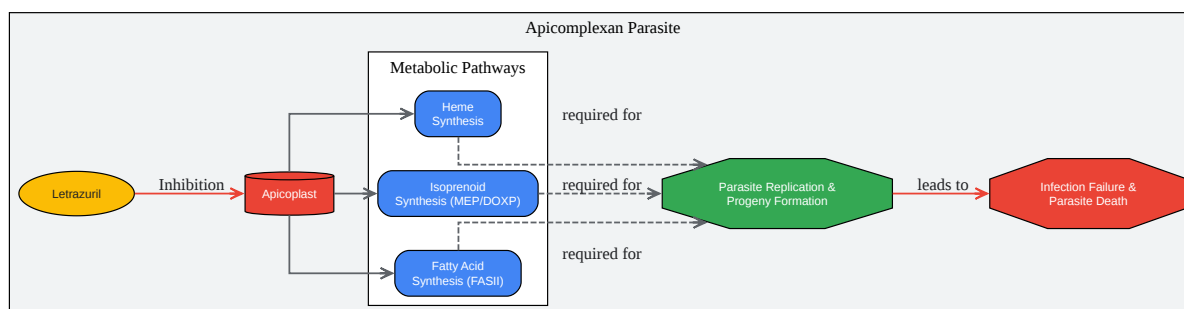 Apicomplexan Parasite
Metabolic Pathways
Heme
Synthesis
required for
Letrazuril
Inhibition
Apicoplast
Isoprenoid
Synthesis (MEP/DOXP)
required for
Parasite Replication &
Progeny Formation
leads to
Infection Failure &
Parasite Death
Fatty Acid
Synthesis (FASII)
required for